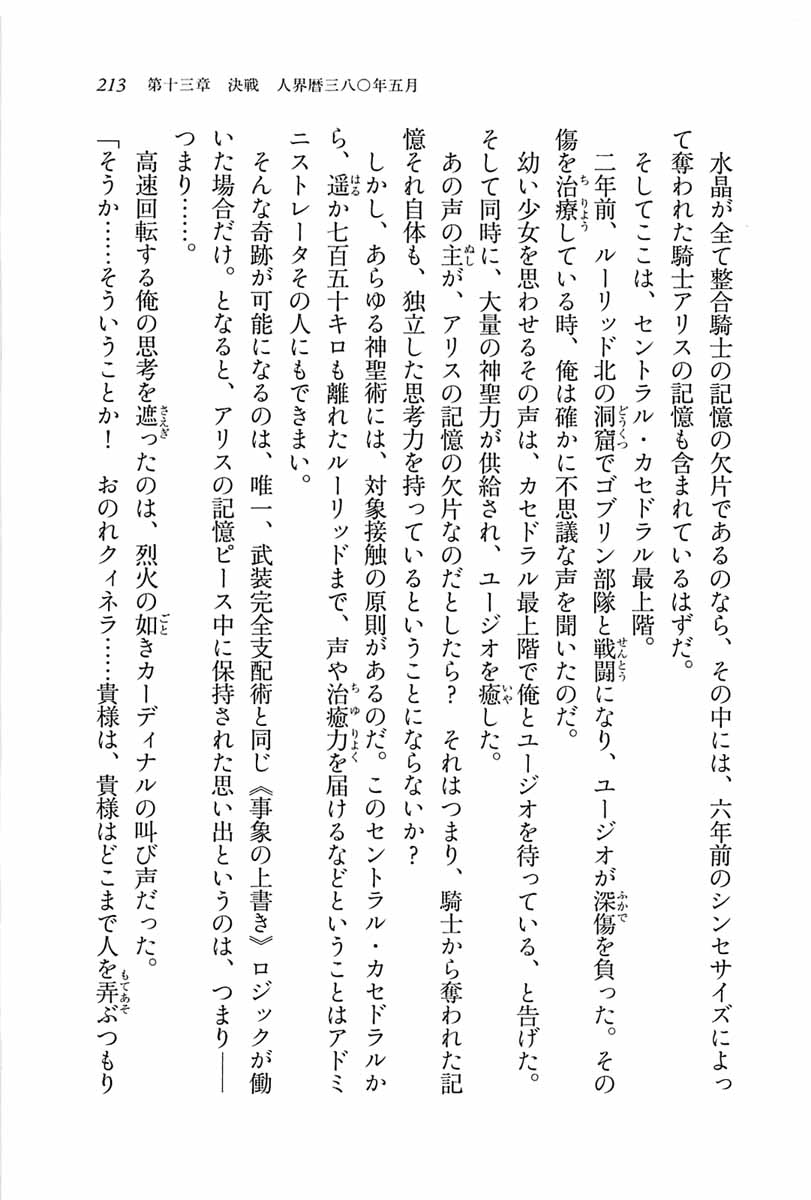 213　第十三章　決戦　人界暦三八〇年五月
　水晶が全て整合騎士の記憶の欠片であるのなら、その中には、六年前のシンセサイズによっ
て奪われた騎士アリスの記憶も含まれているはずだ。
　そしてここは、セントラル・カセドラル最上階。
　二年前、ルーリッド北の洞窟でゴブリン部隊と戦闘になり、ユージオが深傷を負った。その
傷を治療している時、俺は確かに不思議な声を聞いたのだ。
　幼い少女を思わせるその声は、カセドラル最上階で俺とユージオを待っている、と告げた。
そして同時に、大量の神聖力が供給され、ユージオを癒した。
　あの声の主が、アリスの記憶の欠片なのだとしたら？　それはつまり、騎士から奪われた記
憶それ自体も、独立した思考力を持っているということにならないか？
　しかし、あらゆる神聖術には、対象接触の原則があるのだ。このセントラル・カセドラルか
ら、遥か七百五十キロも離れたルーリッドまで、声や治癒力を届けるなどということはアドミ
ニストレータその人にもできまい。
　そんな奇跡が可能になるのは、唯一、武装完全支配術と同じ《事象の上書き》ロジックが働
いた場合だけ。となると、アリスの記憶ピース中に保持された思い出というのは、つまり――
つまり……。
　高速回転する俺の思考を遮ったのは、烈火の如きカーディナルの叫び声だった。
「そうか……そういうことか！　おのれクィネラ……貴様は、貴様はどこまで人を弄ぶつもり